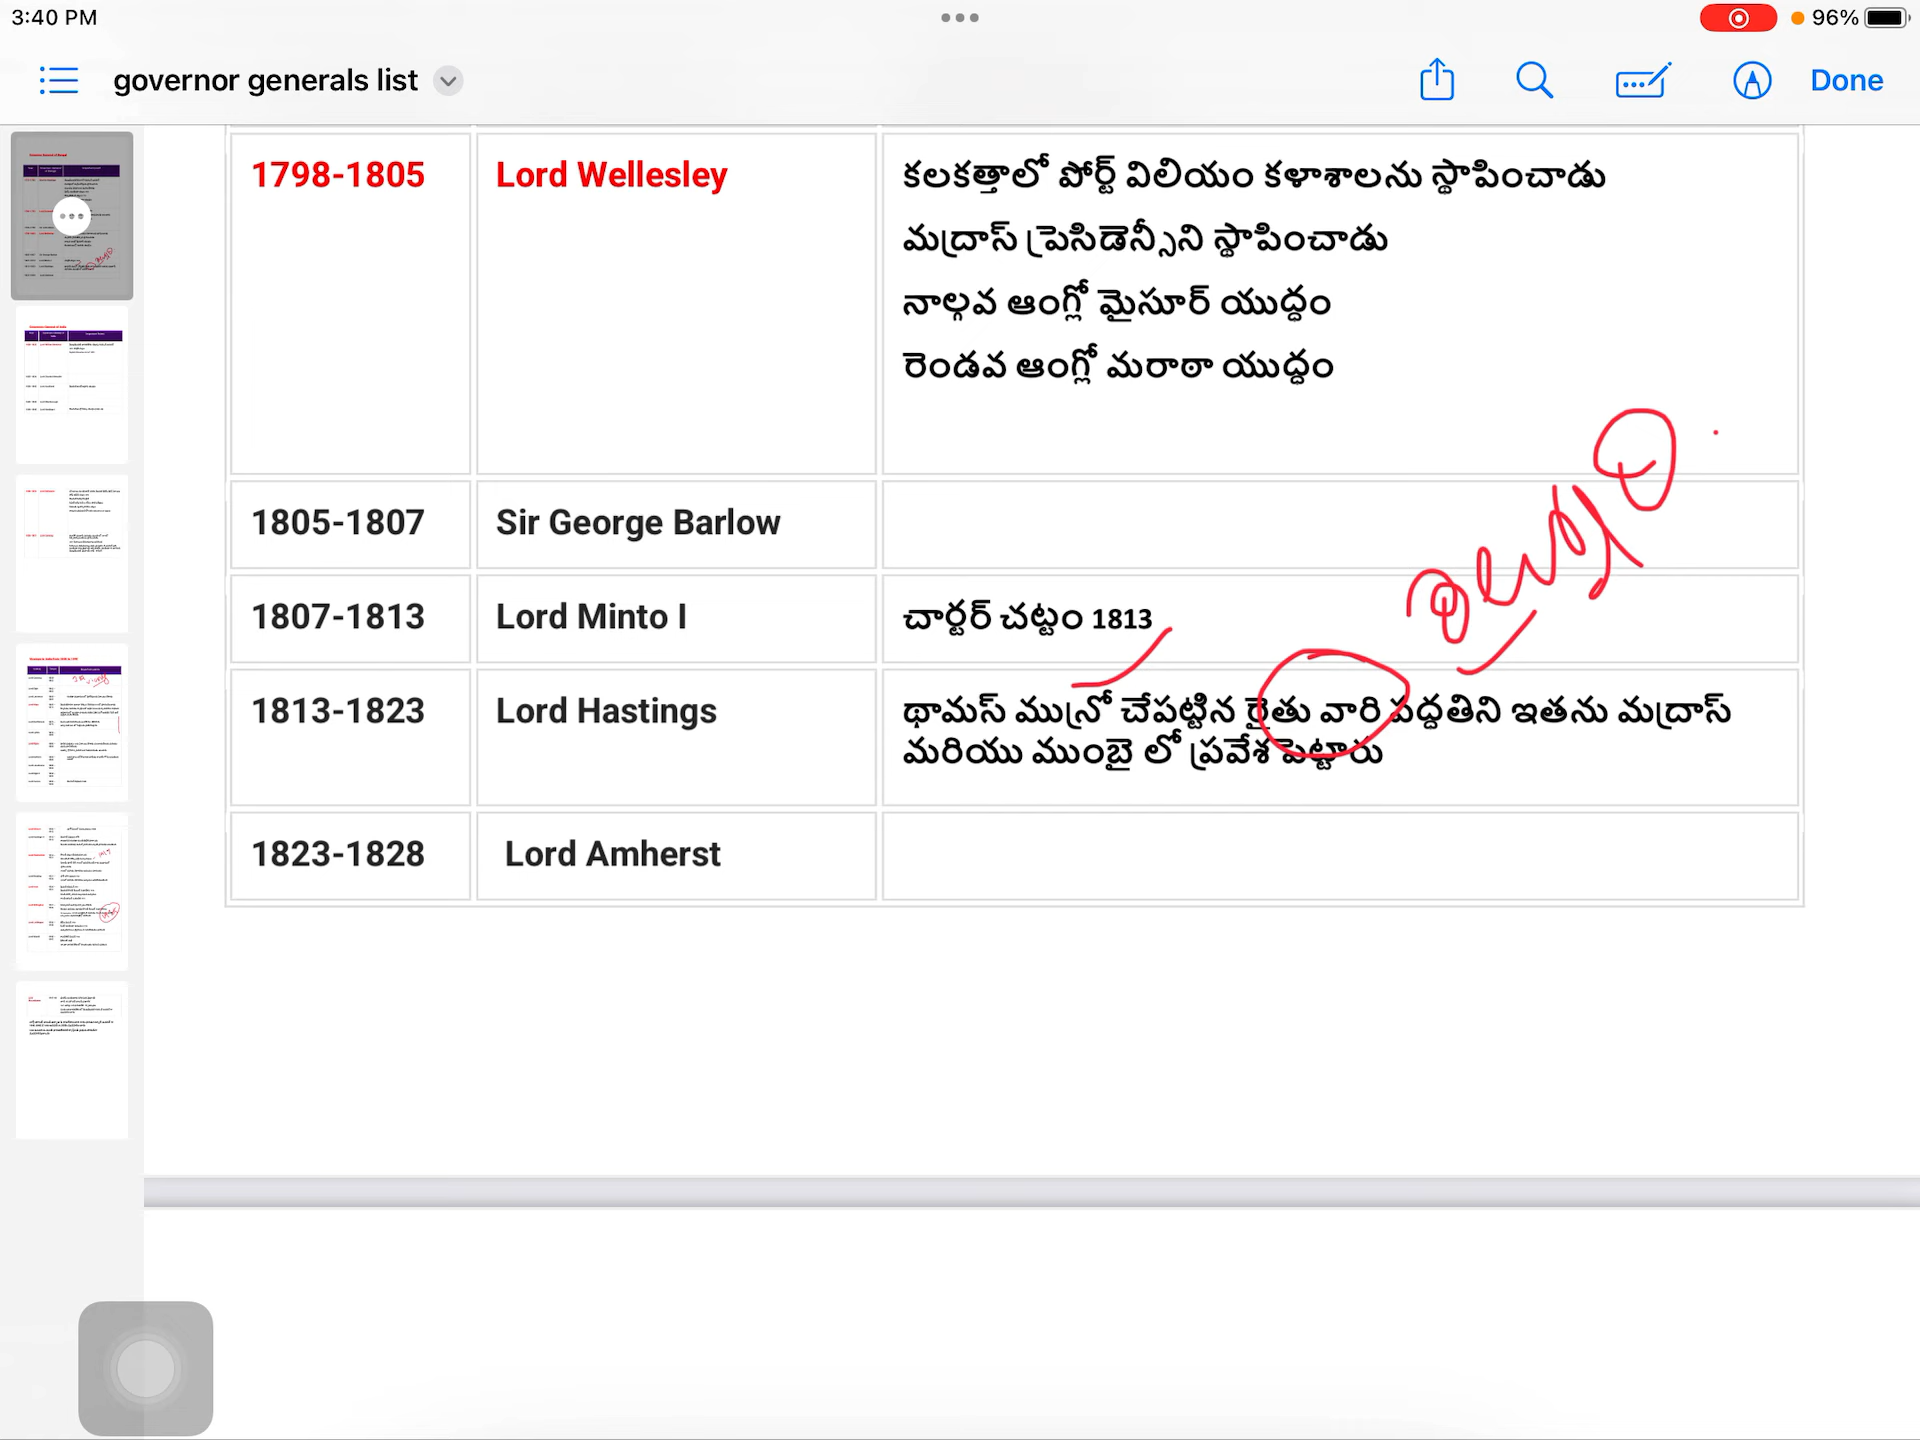 3:40 PM
96%
governor generals list
Done
1798-1805
Lord Wellesley
కలకత్తాలో పోర్ట్ విలియం కళాశాలను స్థాపించాడు
మద్రాస్ ప్రెసిడెన్సీని స్థాపించాడు
నాల్గవ ఆంగ్లో మైసూర్ యుద్ధం
రెండవ ఆంగ్లో మరాఠా యుద్ధం
1805-1807
Sir George Barlow
1807-1813
Lord Minto I
చార్టర్ చట్టం 1813
1813-1823
Lord Hastings
థామస్ మున్రో చేపట్టిన రైతు వారి పద్ధతిని ఇతను మద్రాస్
మరియు ముంబై లో ప్రవేశ పెట్టారు
1823-1828
Lord Amherst